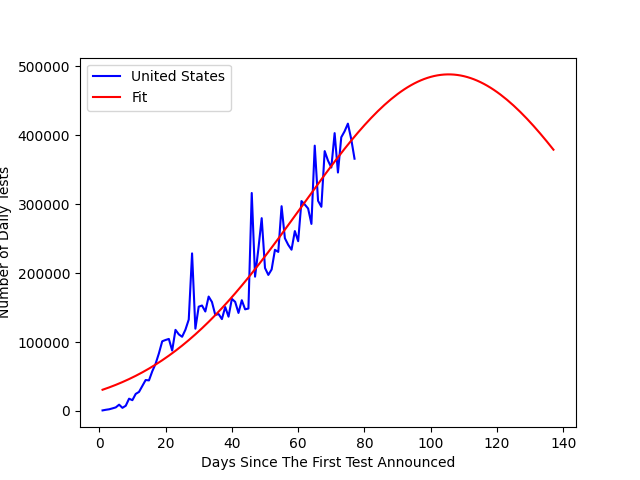 United States
Fit
500000
400000
300000
200000
100000
0
Number of Daily Tests
0 20 40 60 80 100 120 140
Days Since The First Test Announced